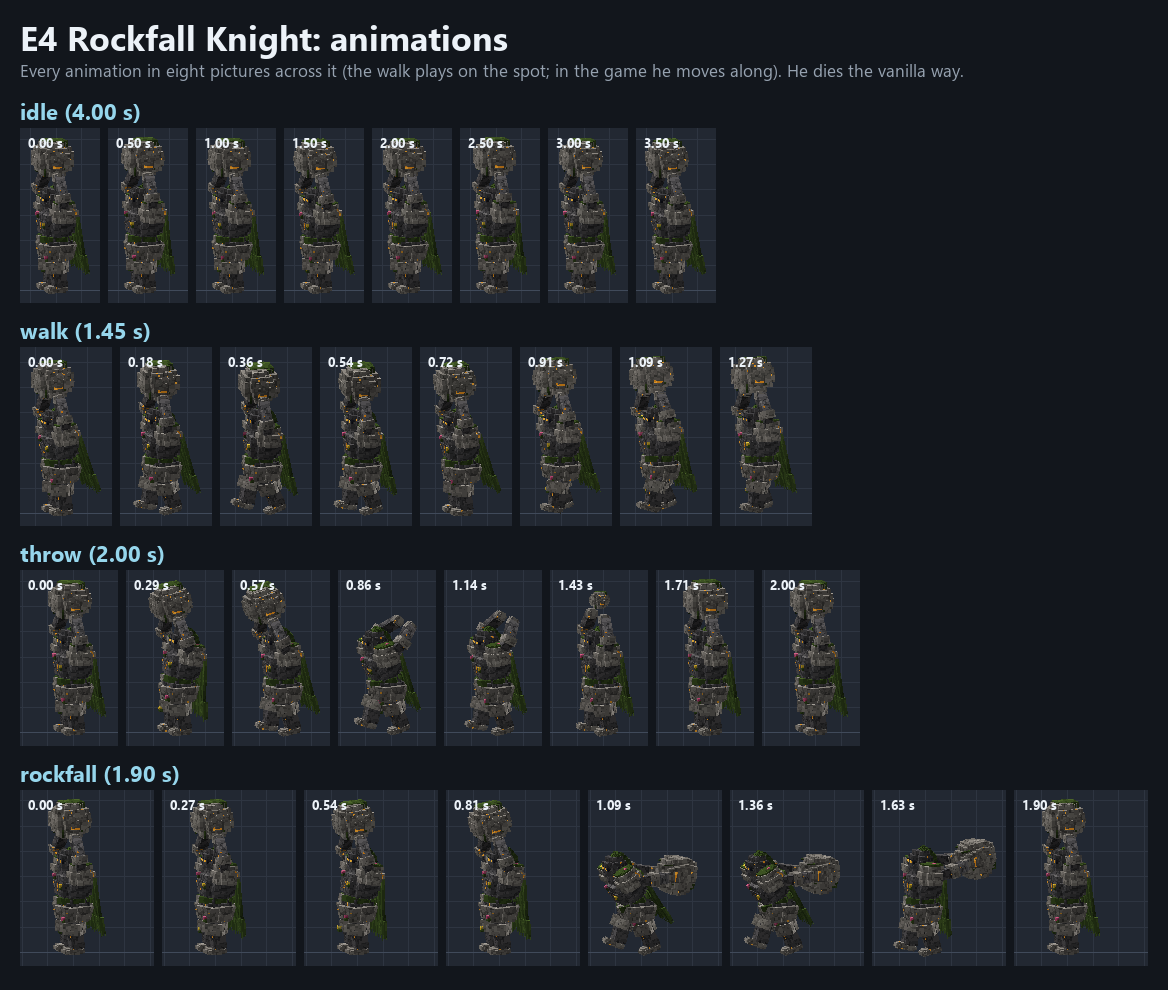 E4 Rockfall Knight: animations
Every animation in eight pictures across it (the walk plays on the spot; in the game he moves along). He dies the vanilla way.
idle (4.00 s)
0.00 s 0.50 s 1.00 s 1.50 s 2.00 s 2.50 s 3.00 s 3.50 s
walk (1.45 s)
0.00 s 0.18 s 0.36 s 0.54 s 0.72 s 0.91 s 1.09 s 1.27 s
throw (2.00 s)
0.00 s 0.29 s 0.57 s 0.86 s 1.14 s 1.43 s 1.71 s 2.00 s
rockfall (1.90 s)
0.00 s 0.27 s 0.54 s 0.81 s 1.09 s 1.36 s 1.63 s 1.90 s